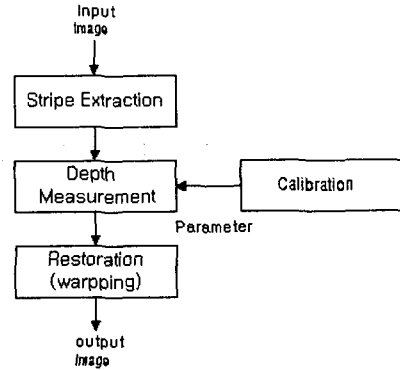 Input
Image
Stripe Extraction
Depth
Measurement
Calibration
Parameter
Restoration
(warpping)
output
Image